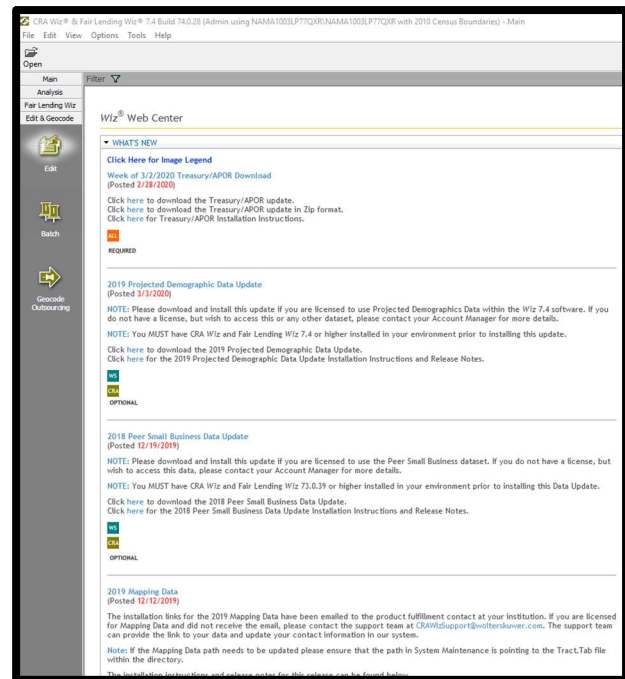 CRA Wiz® & Fair Lending Wiz® 7.4 Build 74.0.28 (Admin using NAMA1003LP77QXR\NAMA1003LP77QXR with 2010 Census Boundaries) - Main
File Edit View Options Tools Help
Open
Main
Filter
Analysis
Fair Lending Wiz
Edit & Geocode
Edit
Batch
Geocode
Outsourcing
Wiz® Web Center
WHAT'S NEW
Click Here for Image Legend
Week of 3/2/2020 Treasury/APOR Download
(Posted 2/28/2020)
Click here to download the Treasury/APOR update.
Click here to download the Treasury/APOR update in Zip format.
Click here for Treasury/APOR Installation Instructions.
ALL
REQUIRED
2019 Projected Demographic Data Update
(Posted 3/3/2020)
NOTE: Please download and install this update if you are licensed to use Projected Demographics Data within the Wiz 7.4 software. If you
do not have a license, but wish to access this or any other dataset, please contact your Account Manager for more details.
NOTE: You MUST have CRA Wiz and Fair Lending Wiz 7.4 or higher installed in your environment prior to installing this update.
Click here to download the 2019 Projected Demographic Data Update.
Click here for the 2019 Projected Demographic Data Update Installation Instructions and Release Notes.
WS
CRA
OPTIONAL
2018 Peer Small Business Data Update
(Posted 12/19/2019)
NOTE: Please download and install this update if you are licensed to use the Peer Small Business dataset. If you do not have a license, but
wish to access this data, please contact your Account Manager for more details.
NOTE: You MUST have CRA Wiz and Fair Lending Wiz 73.0.39 or higher installed in your environment prior to installing this Data Update.
Click here to download the 2018 Peer Small Business Data Update.
Click here for the 2018 Peer Small Business Data Update Installation Instructions and Release Notes.
WS
CRA
OPTIONAL
2019 Mapping Data
(Posted 12/12/2019)
The installation links for the 2019 Mapping Data have been emailed to the product fulfillment contact at your institution. If you are licensed
for Mapping Data and did not receive the email, please contact the support team at CRAWizSupport@wolterskluwer.com. The support team
can provide the link to your data and update your contact information in our system.
Note: If the Mapping Data path needs to be updated please ensure that the path in System Maintenance is pointing to the Tract.Tab file
within the directory.
The installation instructions and release notes for this release can be found below.